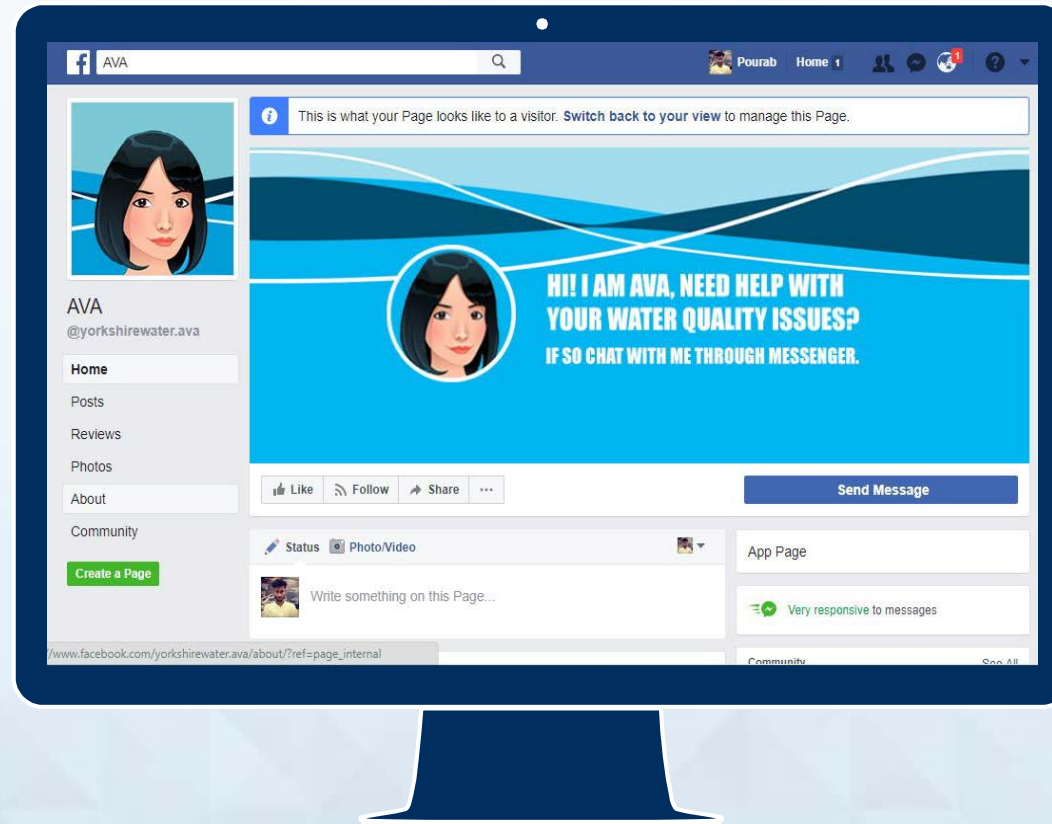 f AVA
Pourab Home 1
1
?
i This is what your Page looks like to a visitor. Switch back to your view to manage this Page.
HI! I AM AVA, NEED HELP WITH
YOUR WATER QUALITY ISSUES?
IF SO CHAT WITH ME THROUGH MESSENGER.
AVA
@yorkshirewater.ava
Home
Posts
Reviews
Photos
About
Community
Create a Page
Like Follow Share ...
Send Message
Status Photo/Video
Write something on this Page...
App Page
Very responsive to messages
Community See All
/www.facebook.com/yorkshirewater.ava/about/?ref=page_internal